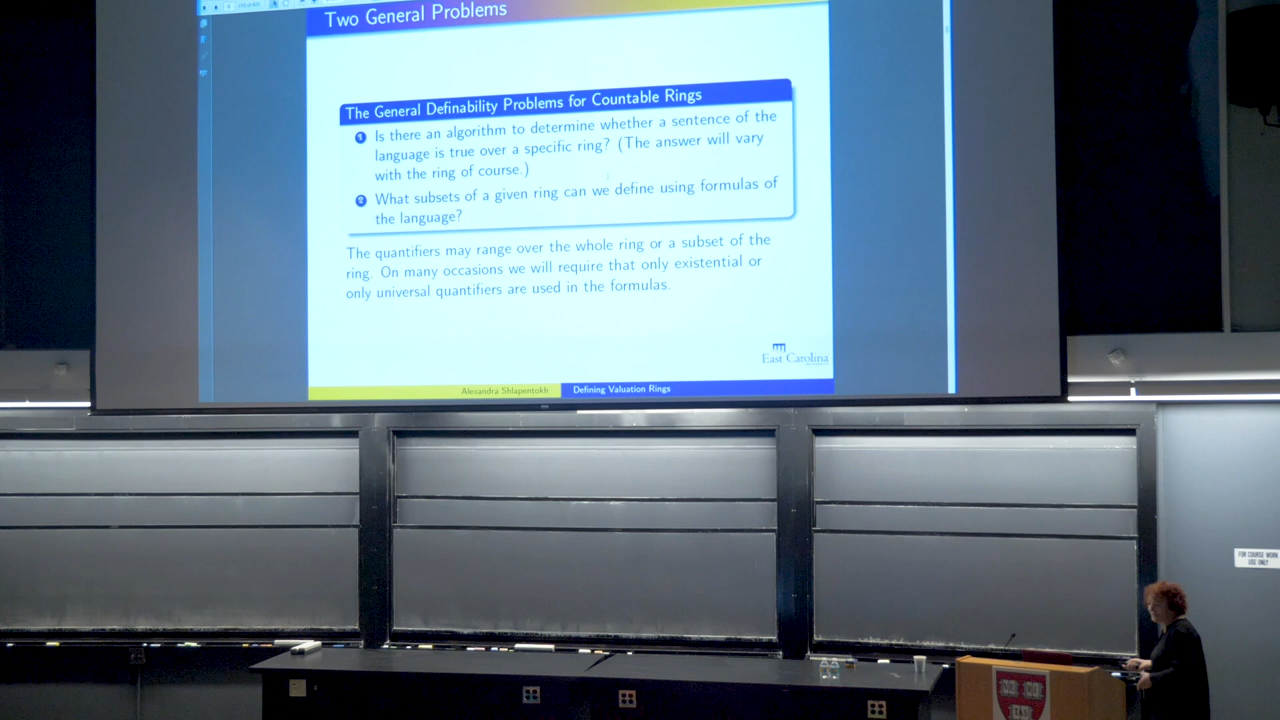 Two General Problems
The General Definability Problems for Countable Rings
1 Is there an algorithm to determine whether a sentence of the
language is true over a specific ring? (The answer will vary
with the ring of course.)
2 What subsets of a given ring can we define using formulas of
the language?
The quantifiers may range over the whole ring or a subset of the
ring. On many occasions we will require that only existential or
only universal quantifiers are used in the formulas.
East Carolina
Alexandra Shlapentokh
Defining Valuation Rings
FOR COURSE WORK
USE ONLY
TAS